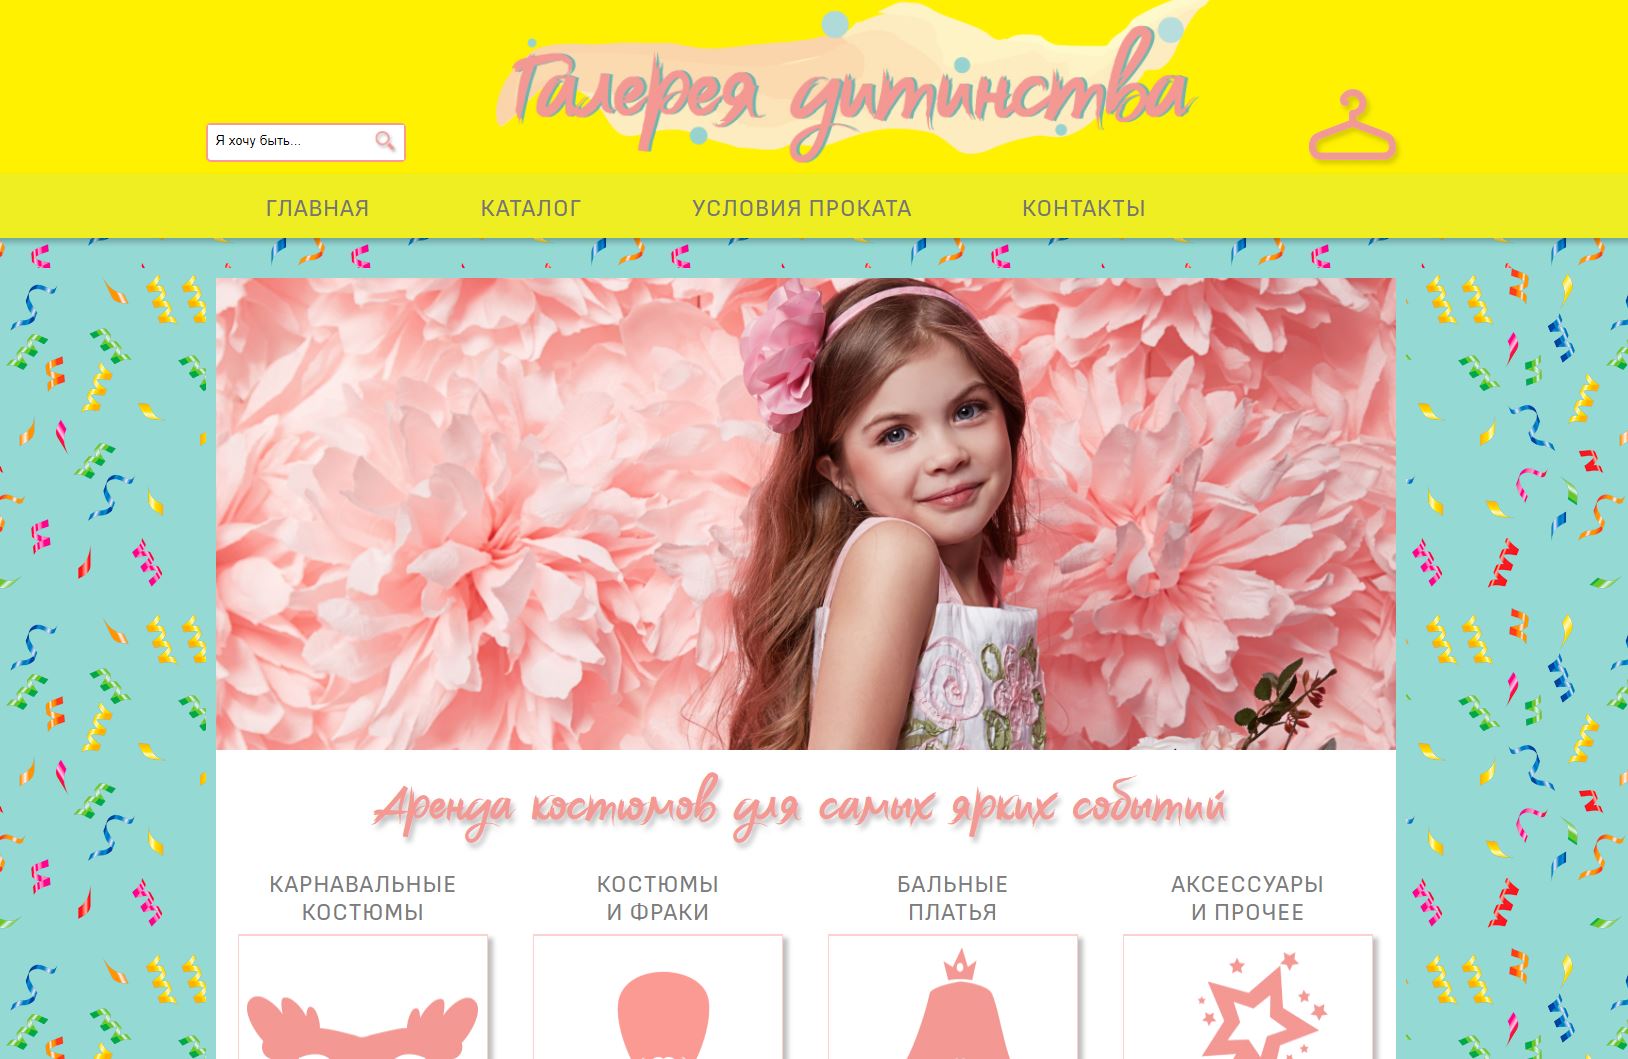 Галерея дитинства
Я хочу быть...
ГЛАВНАЯ
КАТАЛОГ
УСЛОВИЯ ПРОКАТА
КОНТАКТЫ
Аренда костюмов для самых ярких событий
КАРНАВАЛЬНЫЕ
КОСТЮМЫ
КОСТЮМЫ
И ФРАКИ
БАЛЬНЫЕ
ПЛАТЬЯ
АКСЕССУАРЫ
И ПРОЧЕЕ